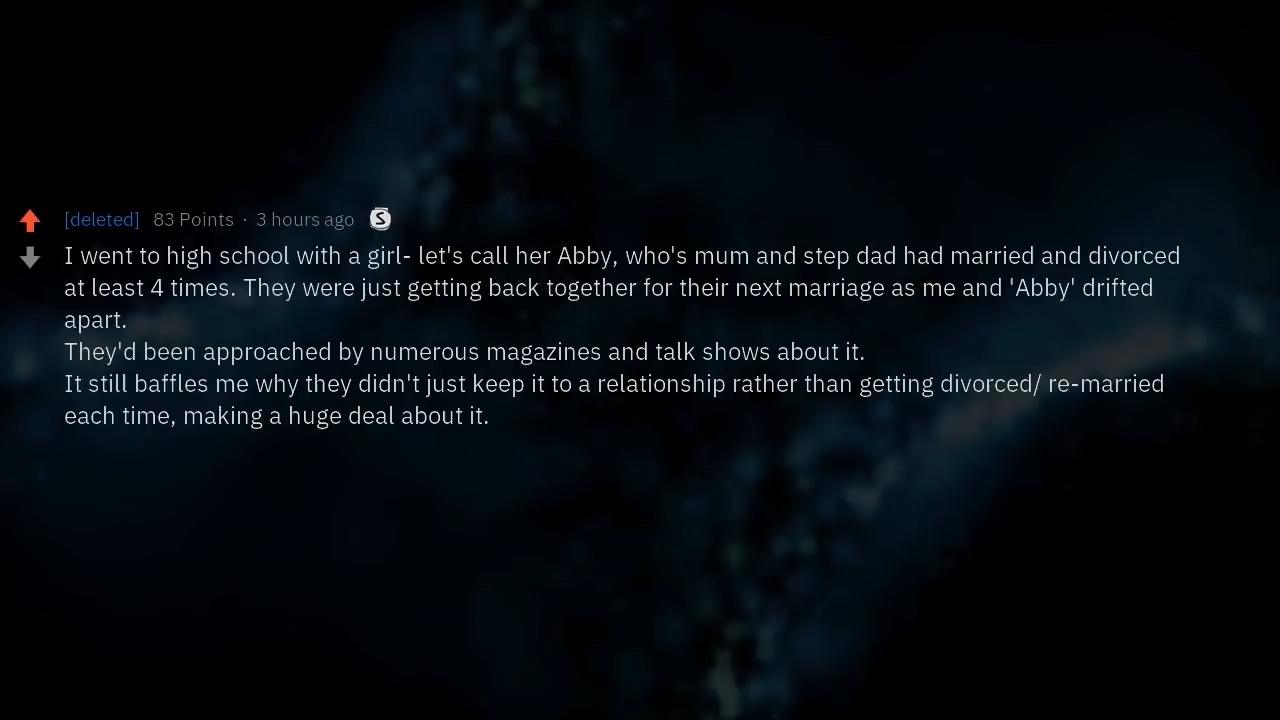 [deleted] 83 Points · 3 hours ago S
I went to high school with a girl- let's call her Abby, who's mum and step dad had married and divorced
at least 4 times. They were just getting back together for their next marriage as me and 'Abby' drifted
apart.
They'd been approached by numerous magazines and talk shows about it.
It still baffles me why they didn't just keep it to a relationship rather than getting divorced/ re-married
each time, making a huge deal about it.